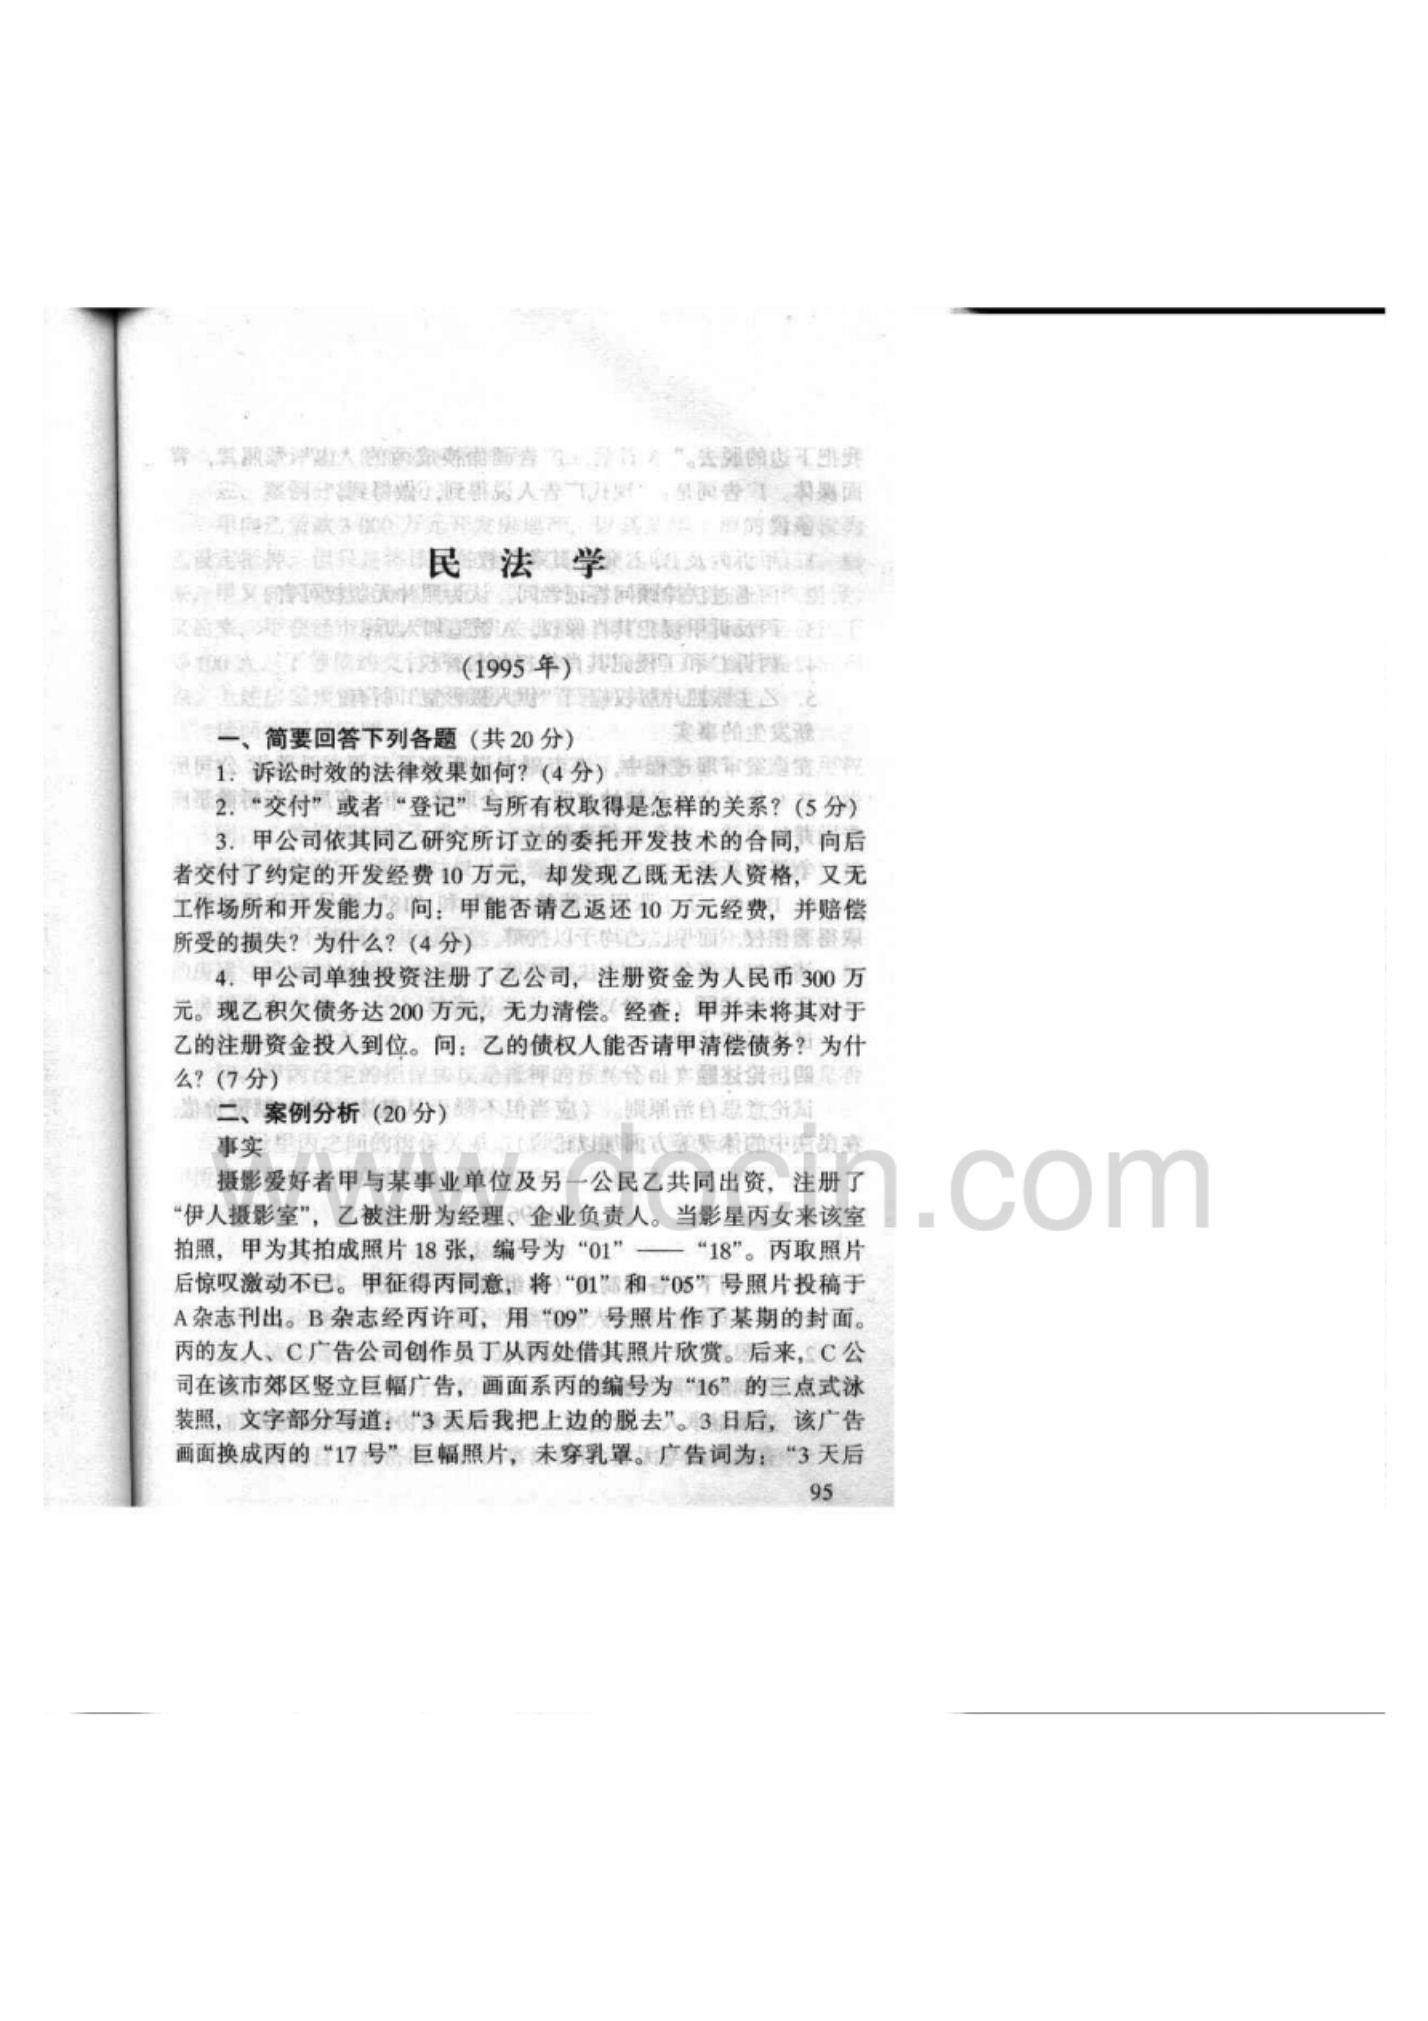 民 法 学
(1995 年)
一、简要回答下列各题 (共 20 分)
1．诉讼时效的法律效果如何? (4 分)
2．“交付” 或者 “登记” 与所有权取得是怎样的关系? (5 分)
3．甲公司依其同乙研究所订立的委托开发技术的合同，向后
者交付了约定的开发经费 10 万元，却发现乙既无法人资格，又无
工作场所和开发能力。问：甲能否请乙返还 10 万元经费，并赔偿
所受的损失？为什么? (4 分)
4．甲公司单独投资注册了乙公司，注册资金为人民币 300 万
元。现乙积欠债务达 200 万元，无力清偿。经查：甲并未将其对于
乙的注册资金投入到位。问：乙的债权人能否请甲清偿债务？为什
么? (7 分)
二、案例分析 (20 分)
事实
摄影爱好者甲与某事业单位及另一公民乙共同出资，注册了
“伊人摄影室”，乙被注册为经理、企业负责人。当影星丙女来该室
拍照，甲为其拍成照片 18 张，编号为 “01” —— “18”。丙取照片
后惊叹激动不已。甲征得丙同意，将 “01” 和 “05” 号照片投稿于
A 杂志刊出。B 杂志经丙许可，用 “09” 号照片作了某期的封面。
丙的友人、C 广告公司创作员丁从丙处借其照片欣赏。后来，C 公
司在该市郊区竖立巨幅广告，画面系丙的编号为 “16” 的三点式泳
装照，文字部分写道：“3 天后我把上边的脱去”。3 日后，该广告
画面换成丙的 “17 号” 巨幅照片，未穿乳罩。广告词为：“3 天后
95
www.docin.com